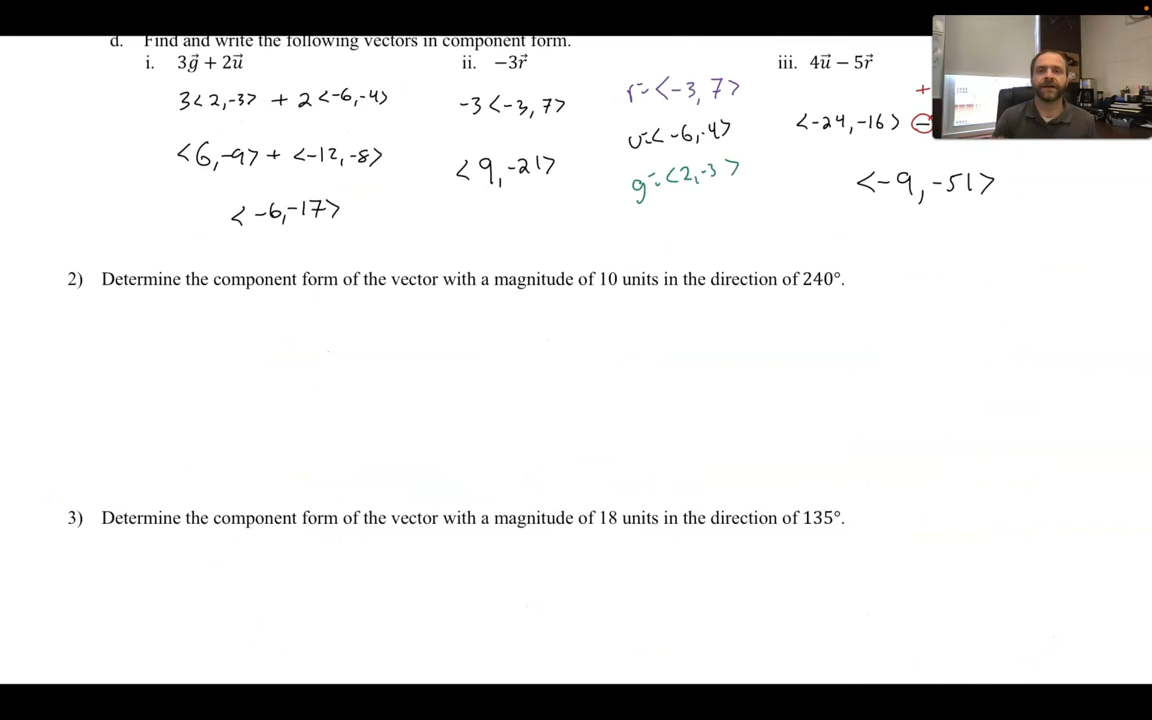 d. Find and write the following vectors in component form.
i. 3g⃗ + 2u⃗
ii. −3r⃗
iii. 4u⃗ − 5r⃗
3<2,-3> + 2<-6,-4>
<6,-9> + <-12,-8>
<-6,-17>
-3<-3,7>
<9,-21>
r=<-3,7>
u=<-6,-4>
g=<2,-3>
+
<-24,-16> −
<-9,-51>
2) Determine the component form of the vector with a magnitude of 10 units in the direction of 240°.
3) Determine the component form of the vector with a magnitude of 18 units in the direction of 135°.